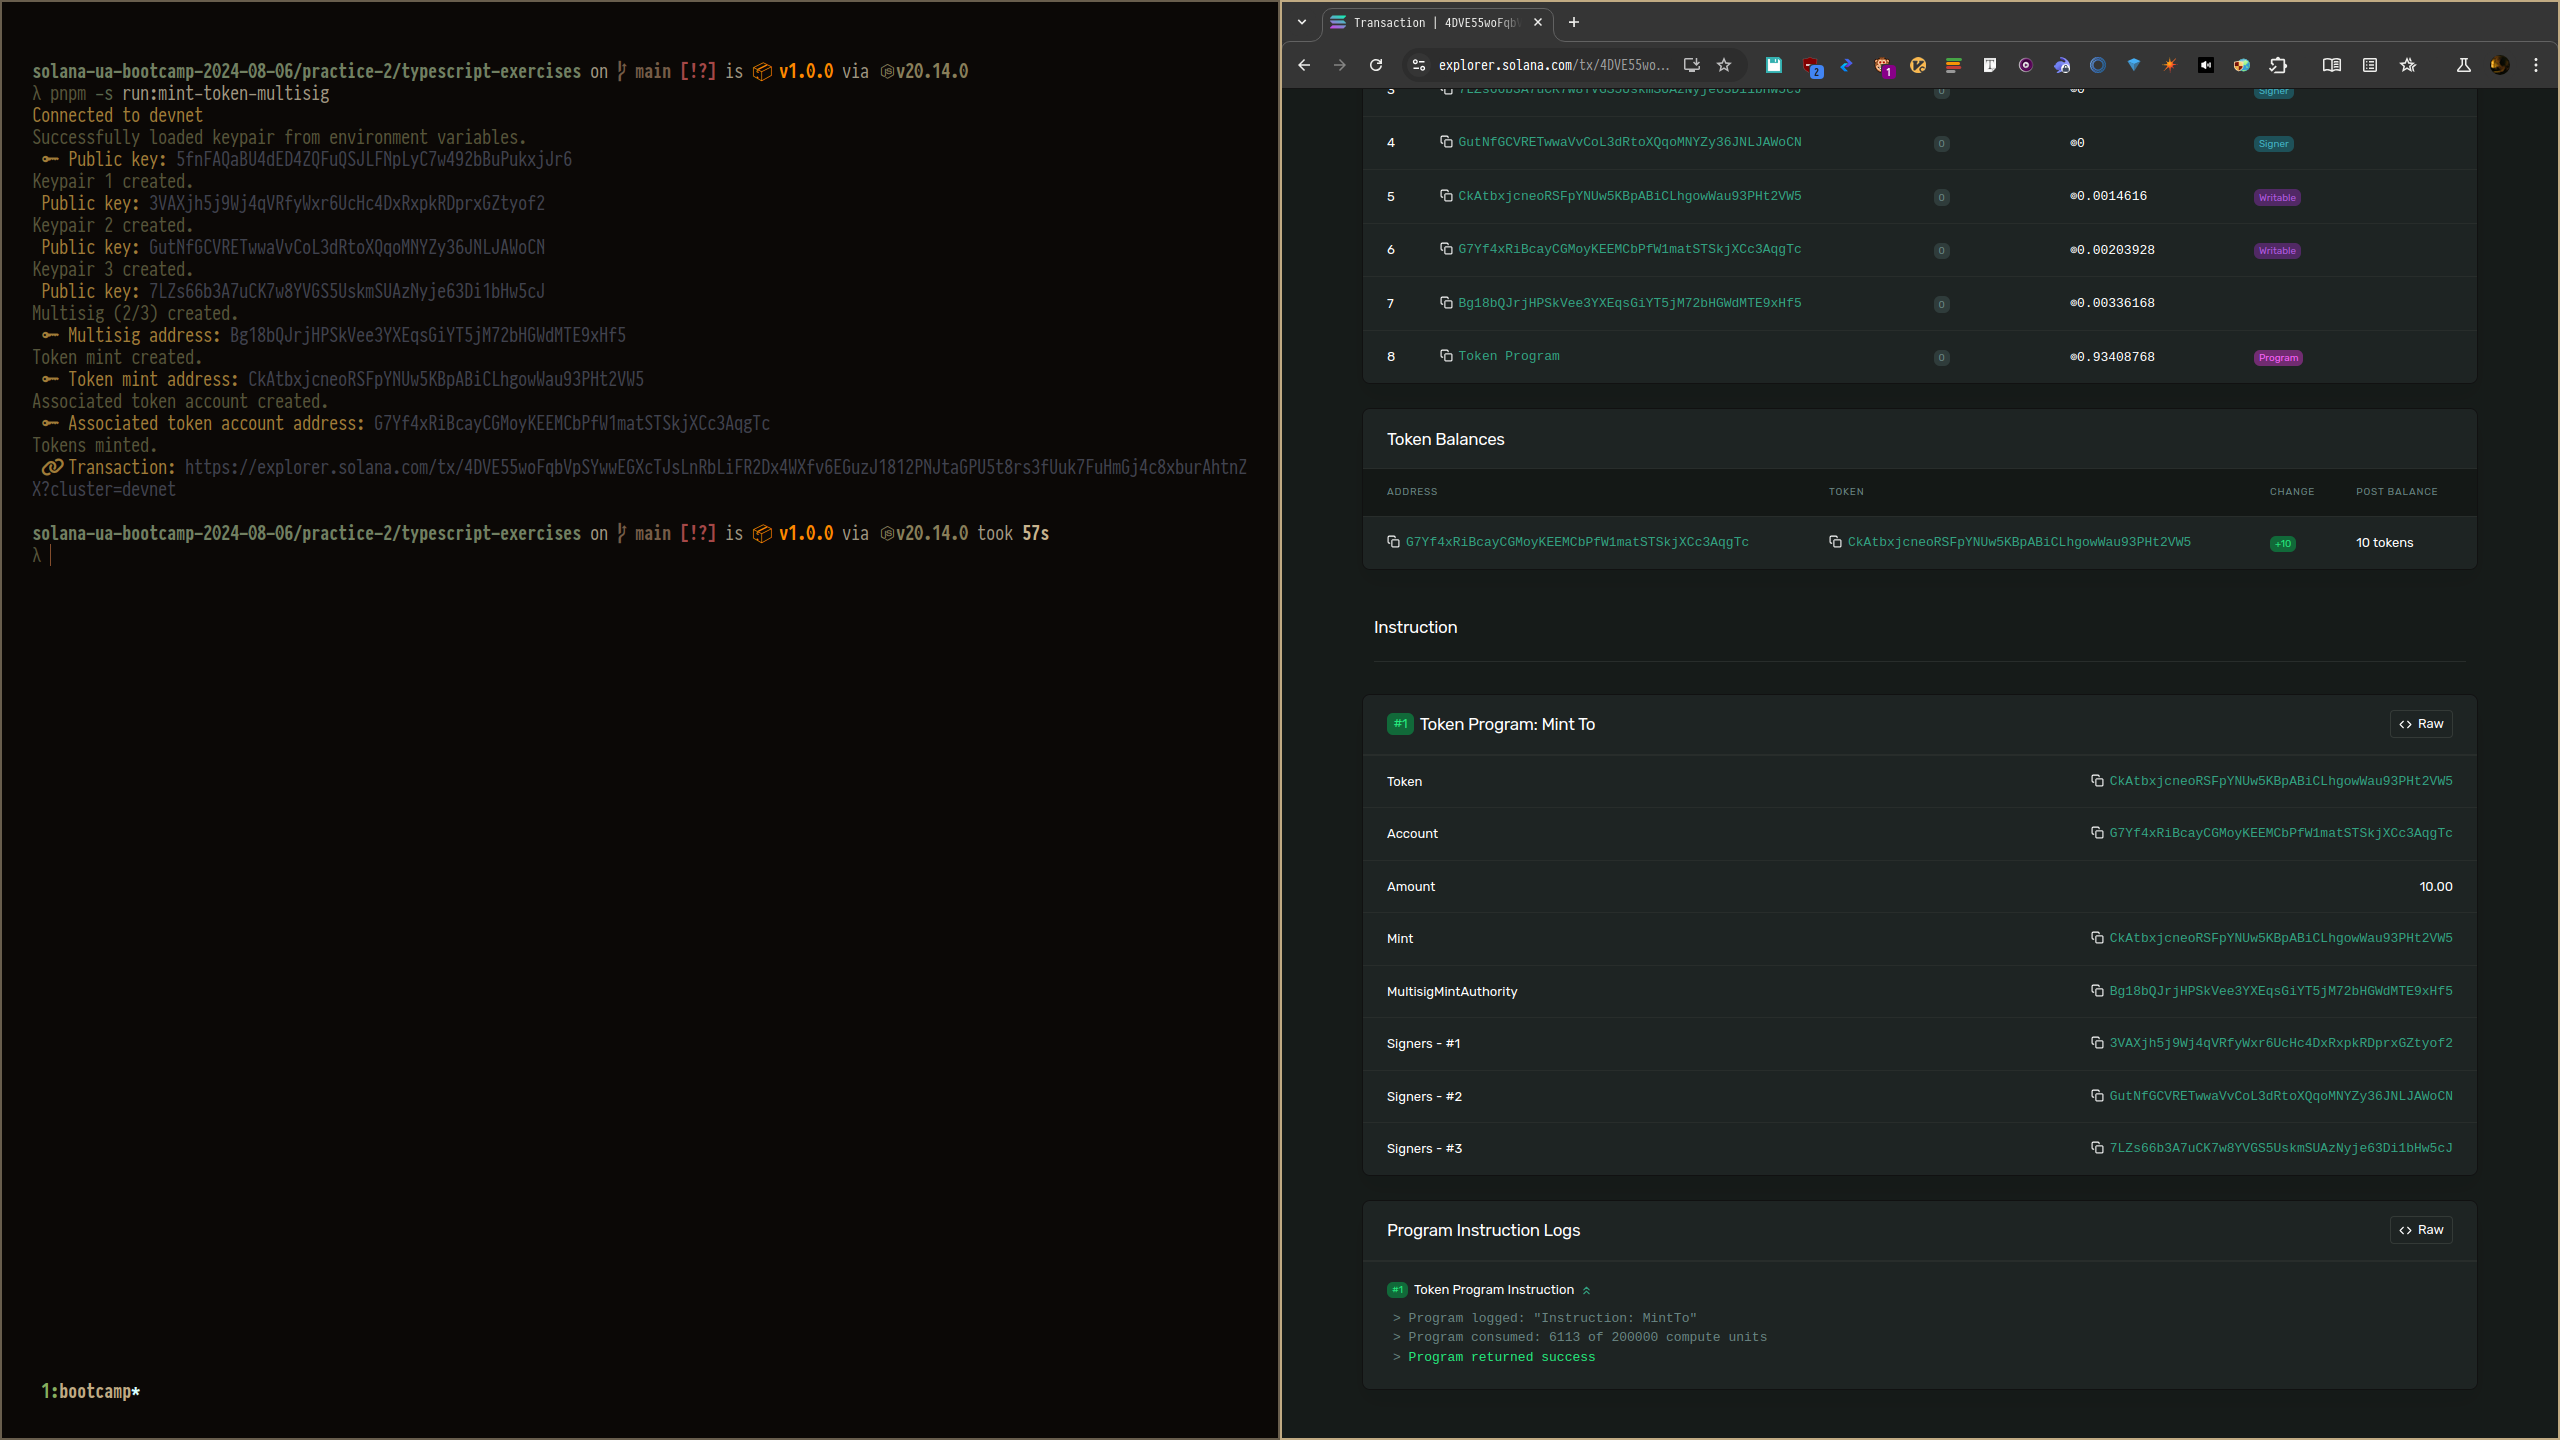 solana-ua-bootcamp-2024-08-06/practice-2/typescript-exercises on main [!?] is v1.0.0 via v20.14.0
λ pnpm -s run:mint-token-multisig
Connected to devnet
Successfully loaded keypair from environment variables.
Public key: 5fnFAQaBU4dED4ZQFuQSJLFNpLyC7w492bBuPukxjJr6
Keypair 1 created.
Public key: 3VAXjh5j9Wj4qVRfyWxr6UcHc4DxRxpkRDprxGZtyof2
Keypair 2 created.
Public key: GutNfGCVRETwwaVvCoL3dRtoXQqoMNYZy36JNLJAWoCN
Keypair 3 created.
Public key: 7LZs66b3A7uCK7w8YVGS5UskmSUAzNyje63Di1bHw5cJ
Multisig (2/3) created.
Multisig address: Bg18bQJrjHPSkVee3YXEqsGiYT5jM72bHGWdMTE9xHf5
Token mint created.
Token mint address: CkAtbxjcneoRSFpYNUw5KBpABiCLhgowWau93PHt2VW5
Associated token account created.
Associated token account address: G7Yf4xRiBcayCGMoyKEEMCbPfW1matSTSkjXCc3AqgTc
Tokens minted.
Transaction: https://explorer.solana.com/tx/4DVE55woFqbVpSYwwEGXcTJsLnRbLiFR2Dx4WXfv6EGuzJ1812PNJtaGPU5t8rs3fUuk7FuHmGj4c8xburAhtnZ
X?cluster=devnet
solana-ua-bootcamp-2024-08-06/practice-2/typescript-exercises on main [!?] is v1.0.0 via v20.14.0 took 57s
λ
1:bootcamp*
Transaction | 4DVE55woFqbV
explorer.solana.com/tx/4DVE55wo...
2
1
3 7LZs66b3A7uCK7w8YVGS5UskmSUAzNyje63Di1bHw5cJ 0 ◎0 Signer
4 GutNfGCVRETwwaVvCoL3dRtoXQqoMNYZy36JNLJAWoCN 0 ◎0 Signer
5 CkAtbxjcneoRSFpYNUw5KBpABiCLhgowWau93PHt2VW5 0 ◎0.0014616 Writable
6 G7Yf4xRiBcayCGMoyKEEMCbPfW1matSTSkjXCc3AqgTc 0 ◎0.00203928 Writable
7 Bg18bQJrjHPSkVee3YXEqsGiYT5jM72bHGWdMTE9xHf5 0 ◎0.00336168
8 Token Program 0 ◎0.93408768 Program
Token Balances
ADDRESS TOKEN CHANGE POST BALANCE
G7Yf4xRiBcayCGMoyKEEMCbPfW1matSTSkjXCc3AqgTc CkAtbxjcneoRSFpYNUw5KBpABiCLhgowWau93PHt2VW5 +10 10 tokens
Instruction
#1 Token Program: Mint To Raw
Token CkAtbxjcneoRSFpYNUw5KBpABiCLhgowWau93PHt2VW5
Account G7Yf4xRiBcayCGMoyKEEMCbPfW1matSTSkjXCc3AqgTc
Amount 10.00
Mint CkAtbxjcneoRSFpYNUw5KBpABiCLhgowWau93PHt2VW5
MultisigMintAuthority Bg18bQJrjHPSkVee3YXEqsGiYT5jM72bHGWdMTE9xHf5
Signers - #1 3VAXjh5j9Wj4qVRfyWxr6UcHc4DxRxpkRDprxGZtyof2
Signers - #2 GutNfGCVRETwwaVvCoL3dRtoXQqoMNYZy36JNLJAWoCN
Signers - #3 7LZs66b3A7uCK7w8YVGS5UskmSUAzNyje63Di1bHw5cJ
Program Instruction Logs Raw
#1 Token Program Instruction
> Program logged: "Instruction: MintTo"
> Program consumed: 6113 of 200000 compute units
> Program returned success